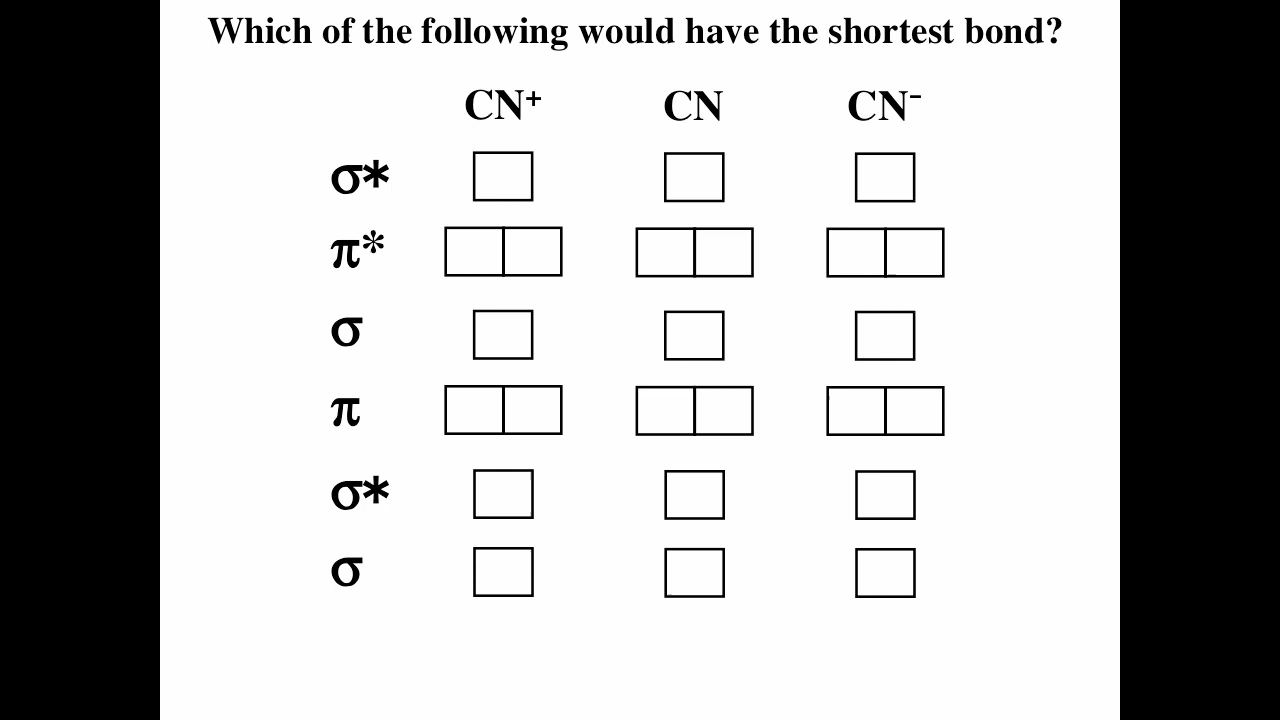 Which of the following would have the shortest bond?
CN⁺ CN CN⁻
σ*
π*
σ
π
σ*
σ